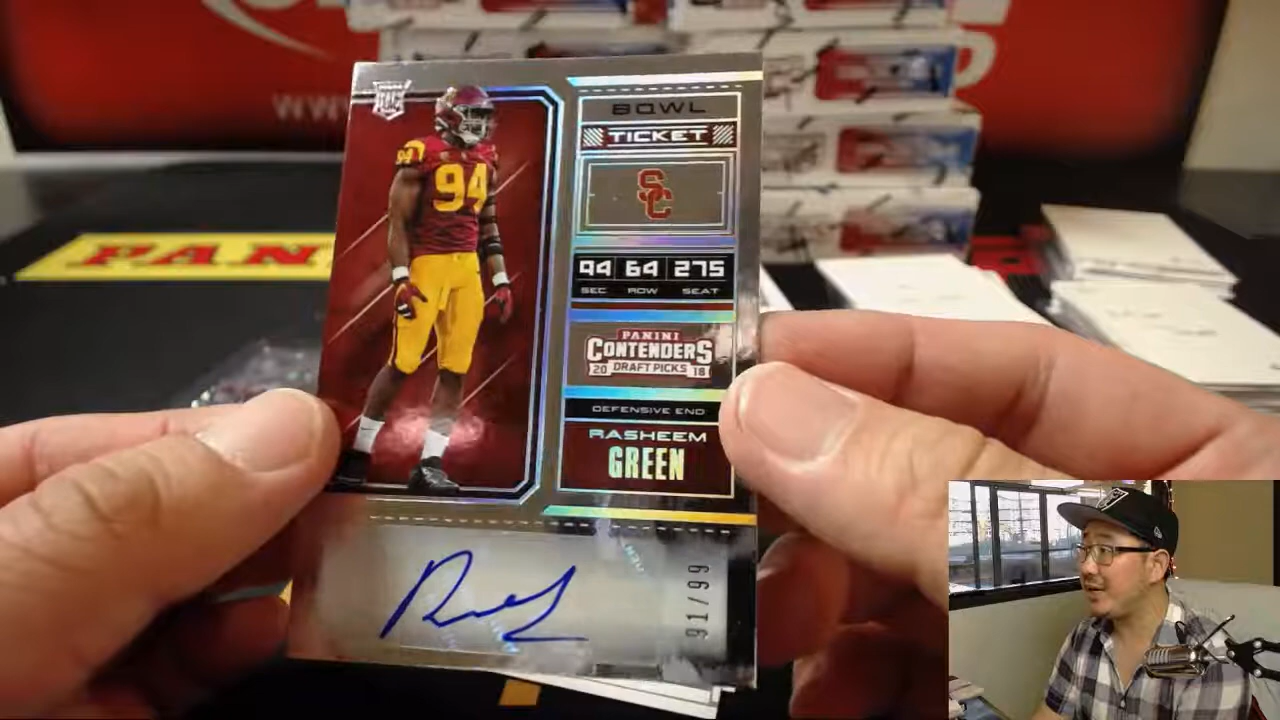 WWW
PAN
BOWL
TICKET
SC
94 64 275
SEC ROW SEAT
94
PANINI
CONTENDERS
20 DRAFT PICKS 18
DEFENSIVE END
RASHEEM
GREEN
91/99